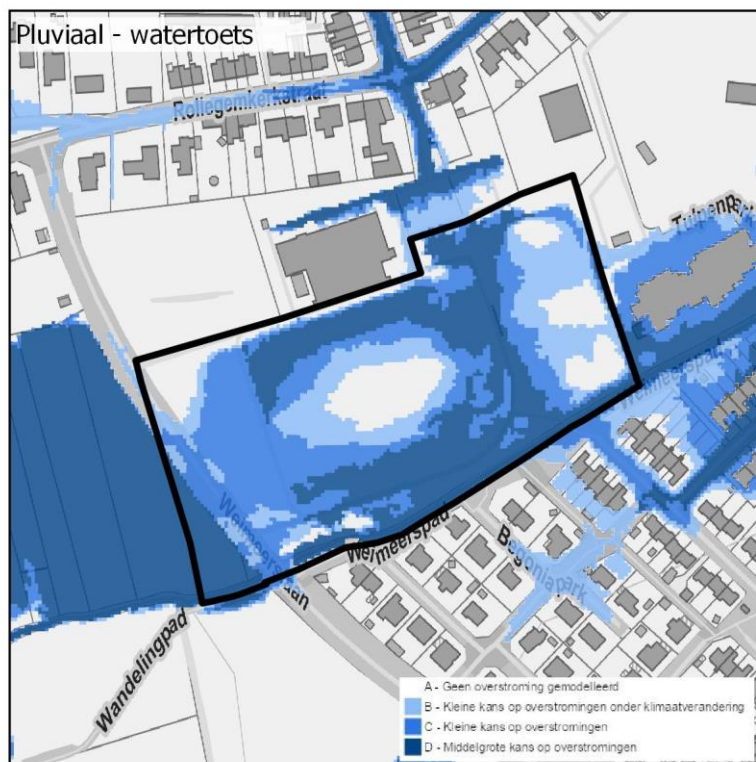 Pluviaal - watertoets
Rollegemkerkstraat
Tulpenpark
Welmeerspad
Welmeerslaan
Welmeerspad
Begoniapark
Wandelingpad
A - Geen overstroming gemodelleerd
B - Kleine kans op overstromingen onder klimaatverandering
C - Kleine kans op overstromingen
D - Middelgrote kans op overstromingen